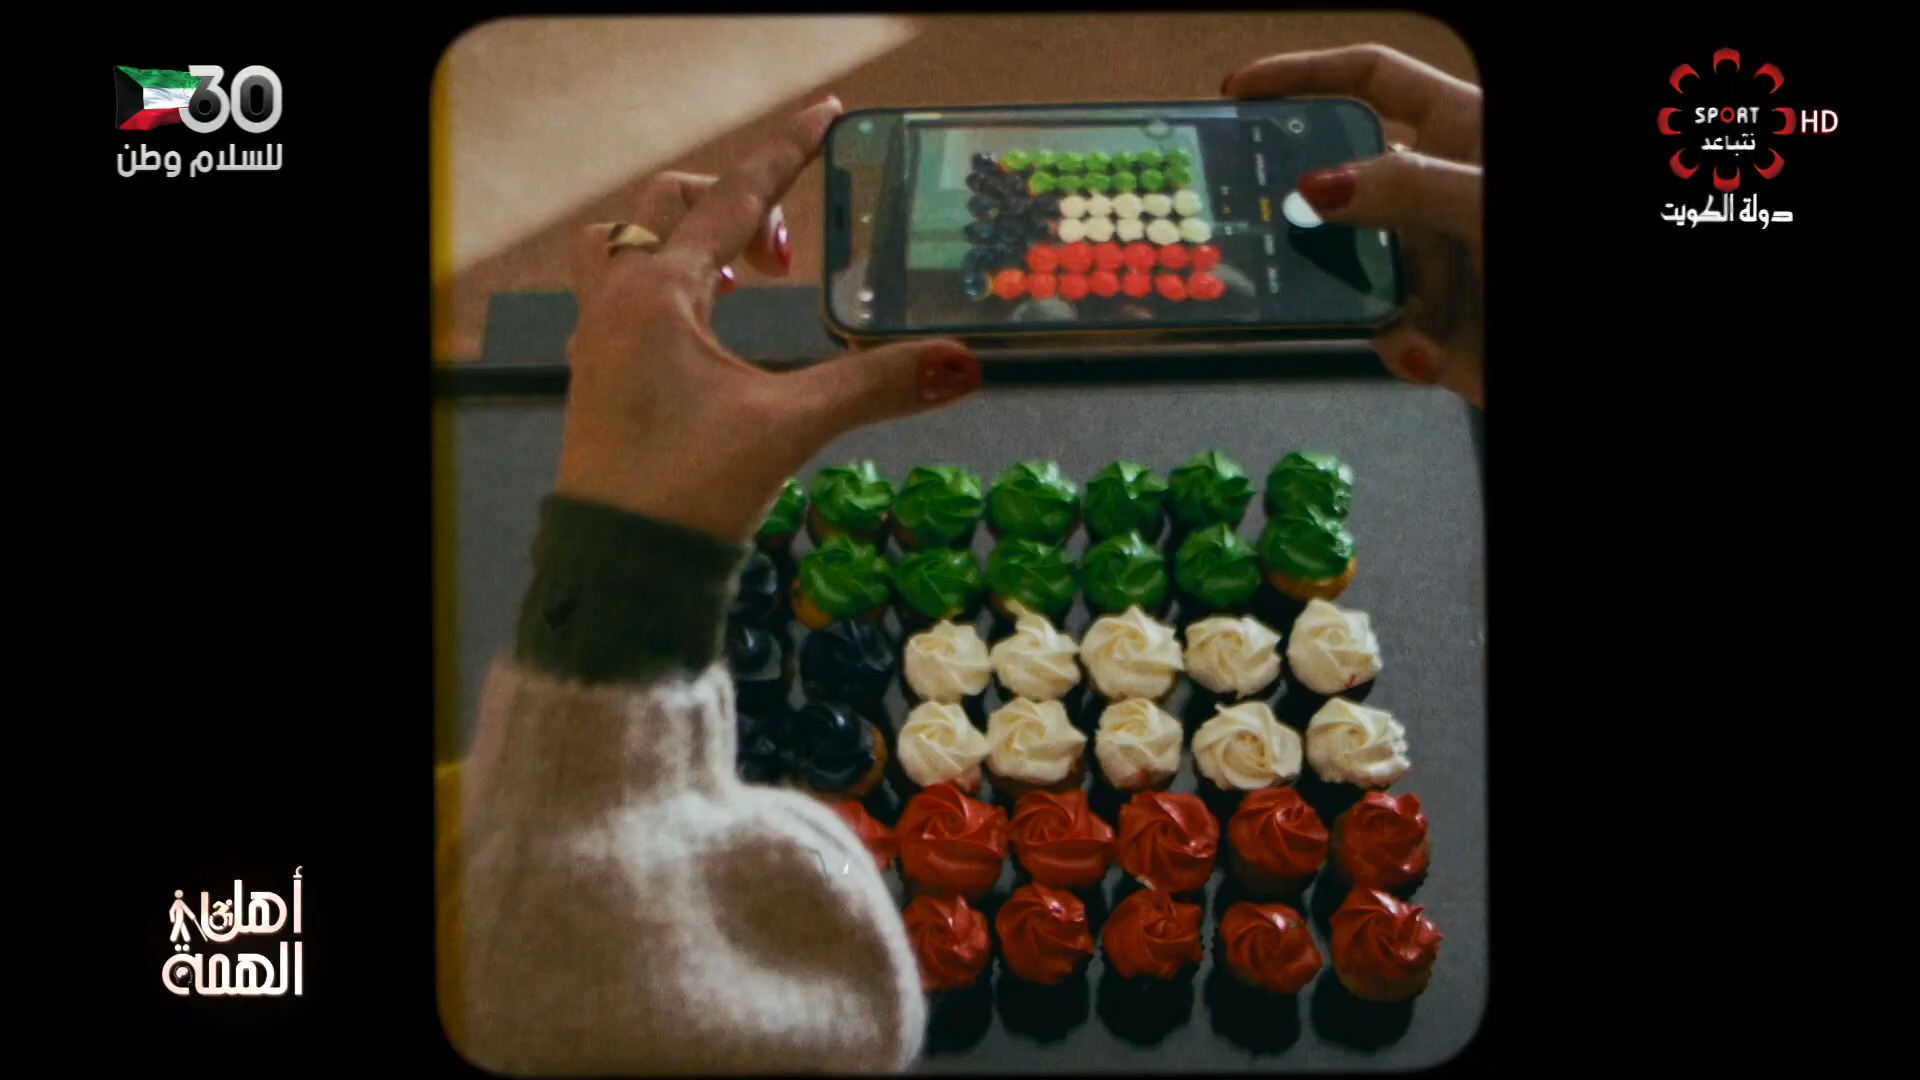 30
للسلام وطن
SPORT
نتباعد
HD
دولة الكويت
أهل
الهمة